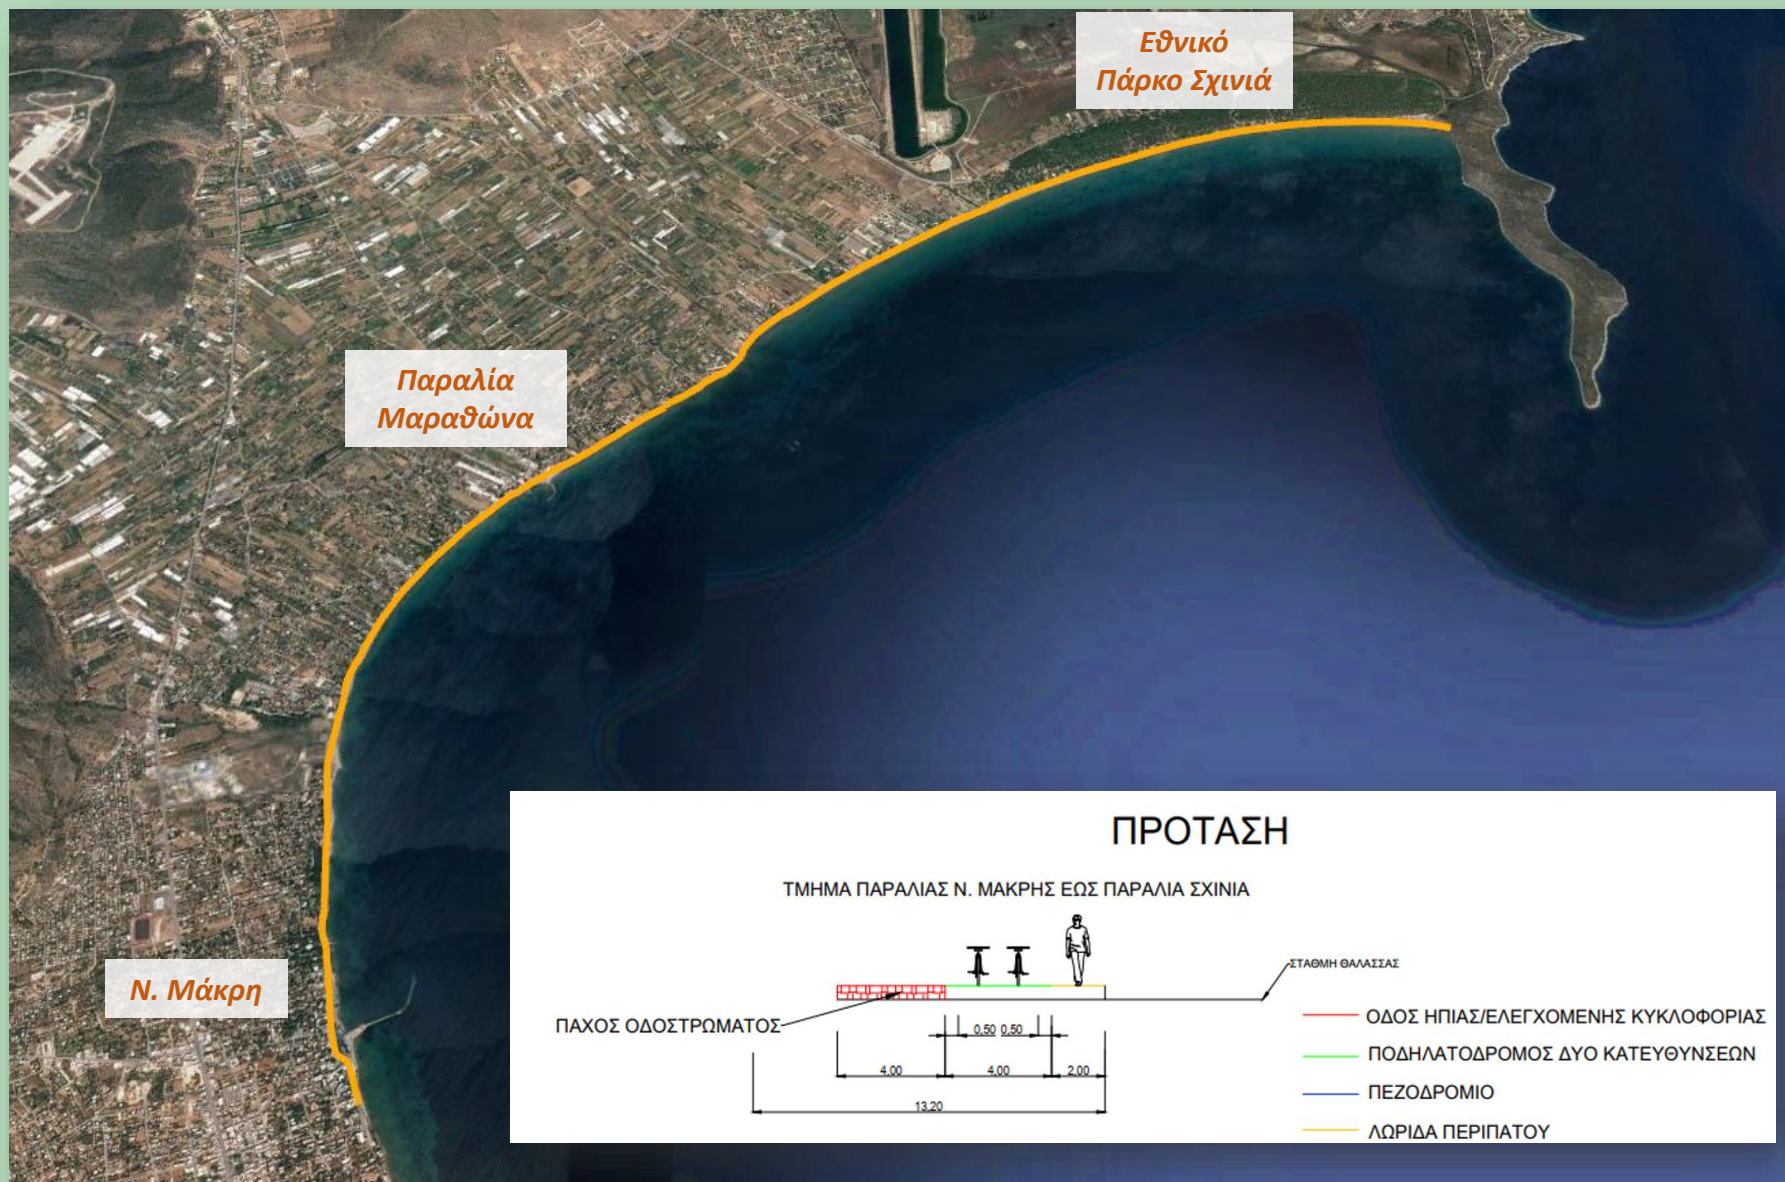 Εθνικό
Πάρκο Σχινιά
Παραλία
Μαραθώνα
Ν. Μάκρη
ΠΡΟΤΑΣΗ
ΤΜΗΜΑ ΠΑΡΑΛΙΑΣ Ν. ΜΑΚΡΗΣ ΕΩΣ ΠΑΡΑΛΙΑ ΣΧΙΝΙΑ
ΣΤΑΘΜΗ ΘΑΛΑΣΣΑΣ
ΠΑΧΟΣ ΟΔΟΣΤΡΩΜΑΤΟΣ
0,50 0,50
4,00 4,00 2,00
13,20
ΟΔΟΣ ΗΠΙΑΣ/ΕΛΕΓΧΟΜΕΝΗΣ ΚΥΚΛΟΦΟΡΙΑΣ
ΠΟΔΗΛΑΤΟΔΡΟΜΟΣ ΔΥΟ ΚΑΤΕΥΘΥΝΣΕΩΝ
ΠΕΖΟΔΡΟΜΙΟ
ΛΩΡΙΔΑ ΠΕΡΙΠΑΤΟΥ